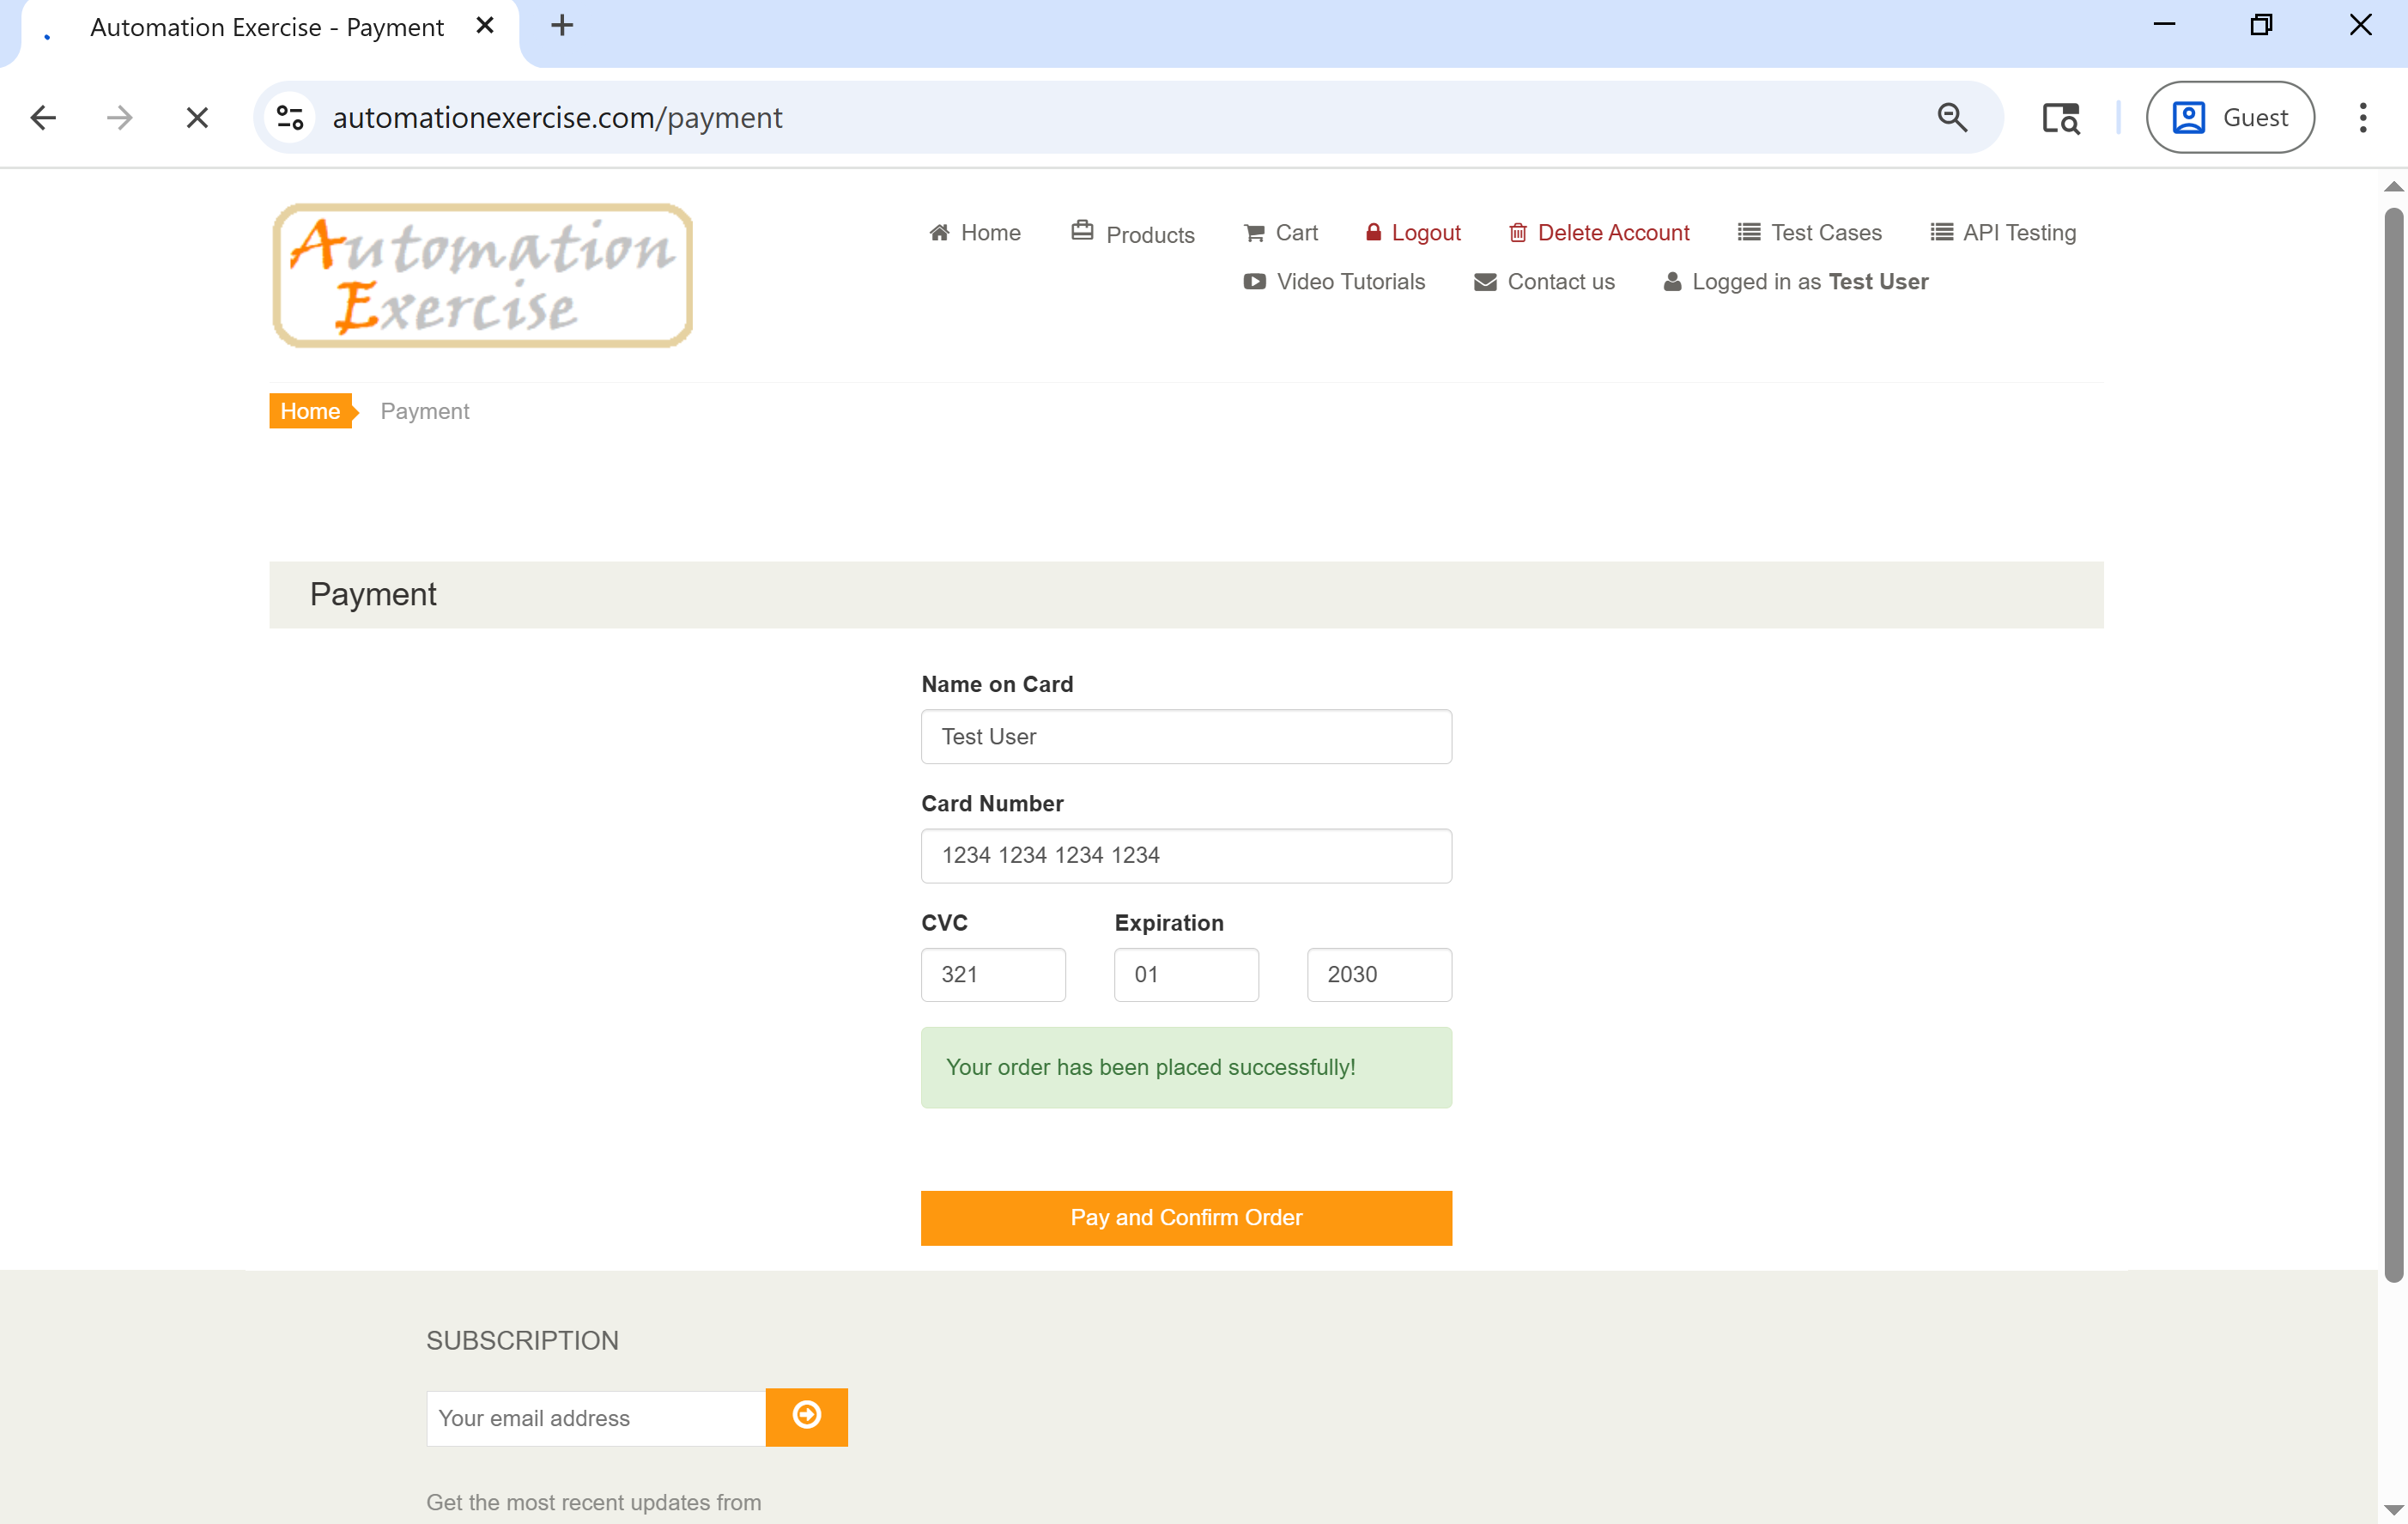 Automation Exercise - Payment
automationexercise.com/payment
Guest
Automation
Exercise
Home
Products
Cart
Logout
Delete Account
Test Cases
API Testing
Video Tutorials
Contact us
Logged in as Test User
Home
Payment
Payment
Name on Card
Test User
Card Number
1234 1234 1234 1234
CVC
Expiration
321
01
2030
Your order has been placed successfully!
Pay and Confirm Order
SUBSCRIPTION
Your email address
Get the most recent updates from